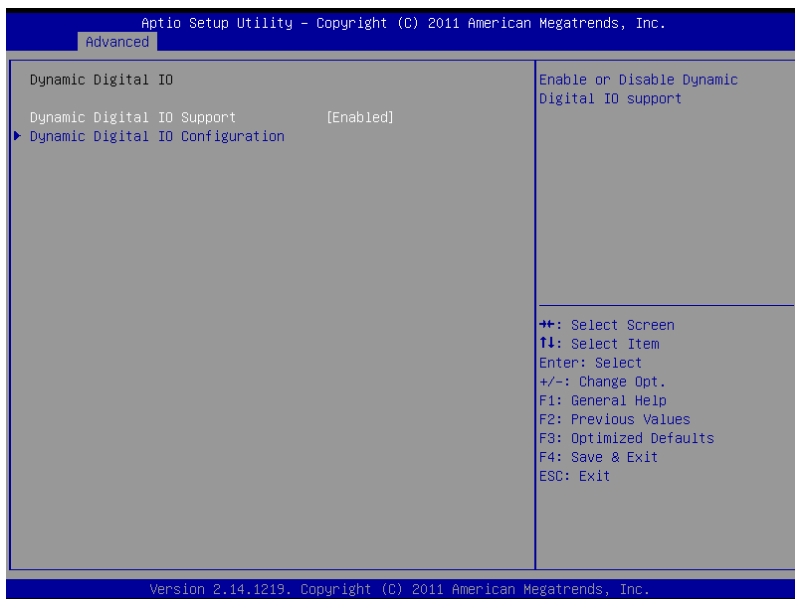 Aptio Setup Utility – Copyright (C) 2011 American Megatrends, Inc.
Advanced
Dynamic Digital IO
Dynamic Digital IO Support [Enabled]
Dynamic Digital IO Configuration
Enable or Disable Dynamic
Digital IO support
→←: Select Screen
↑↓: Select Item
Enter: Select
+/-: Change Opt.
F1: General Help
F2: Previous Values
F3: Optimized Defaults
F4: Save & Exit
ESC: Exit
Version 2.14.1219. Copyright (C) 2011 American Megatrends, Inc.